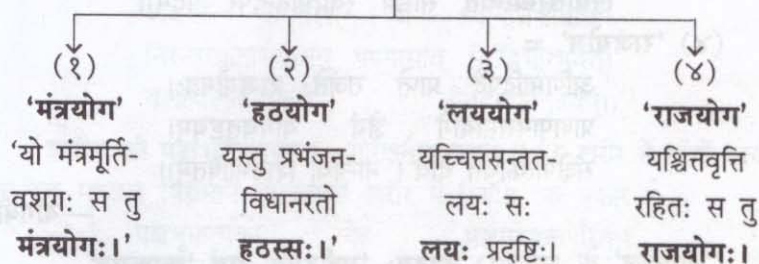 (१) (२) (३) (४)
‘मंत्रयोग’ ‘हठयोग’ ‘लययोग’ ‘राजयोग’
‘यो मंत्रमूर्ति- यस्तु प्रभंजन- यच्चित्तसन्तत- यश्चित्तवृत्ति
वशगः स तु विधानरतो लयः सः रहितः स तु
मंत्रयोगः।’ हठस्सः।’ लयः प्रदष्टिः। राजयोगः।